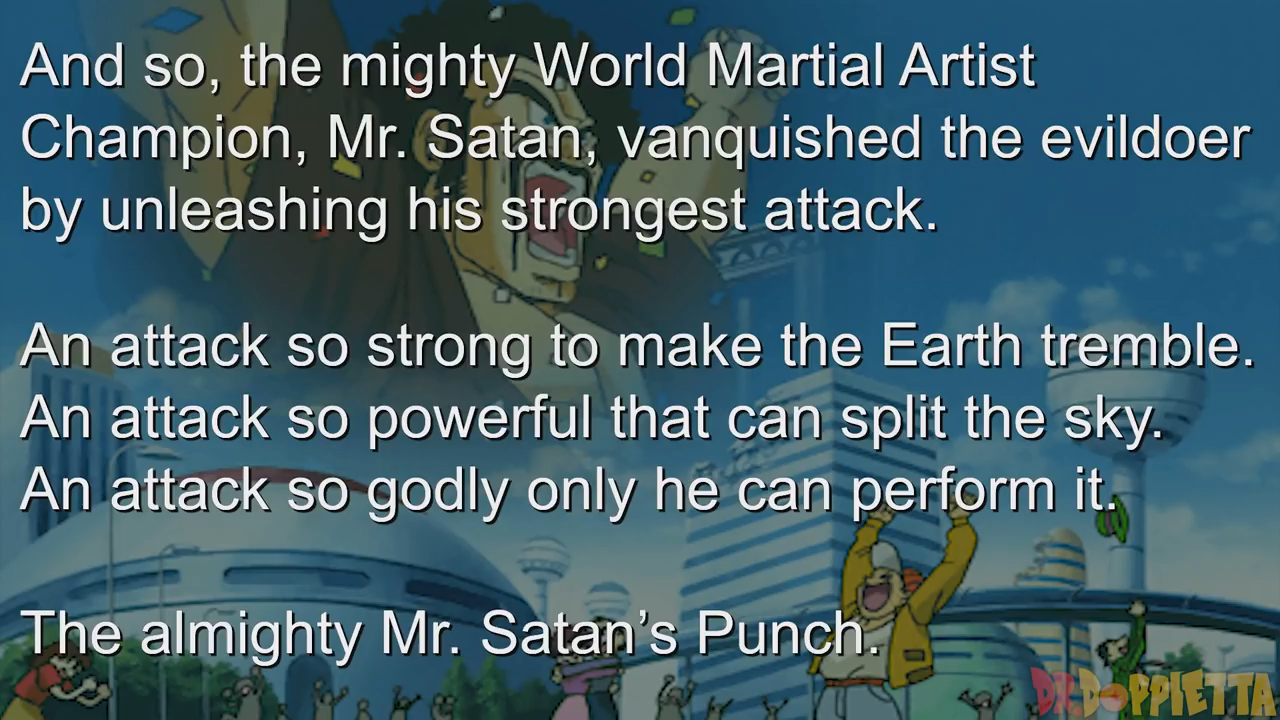 And so, the mighty World Martial Artist
Champion, Mr. Satan, vanquished the evildoer
by unleashing his strongest attack.
An attack so strong to make the Earth tremble.
An attack so powerful that can split the sky.
An attack so godly only he can perform it.
The almighty Mr. Satan’s Punch.
DR.DOPPIETTA